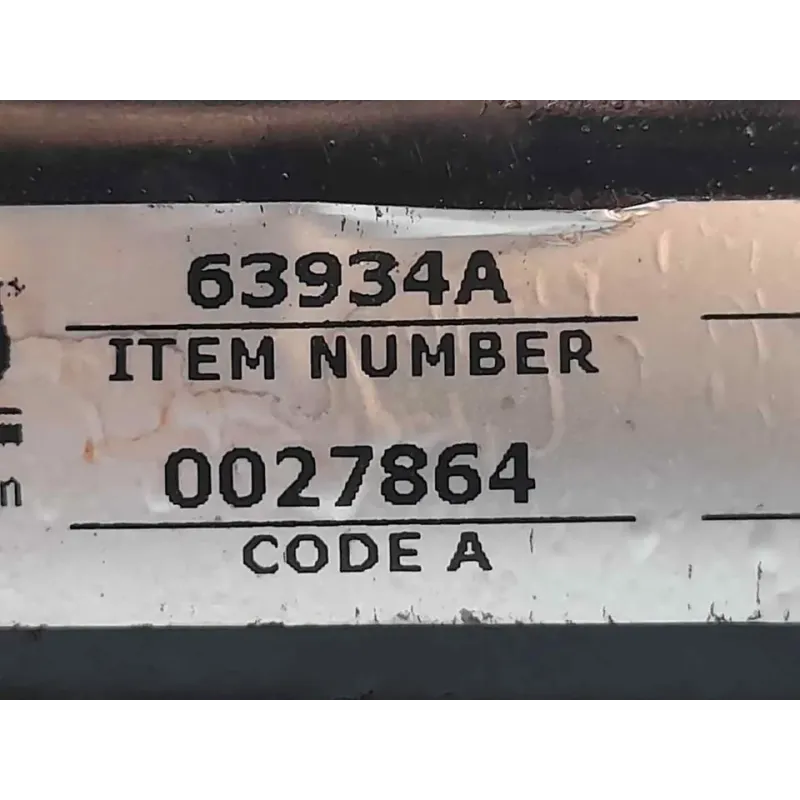 63934A
ITEM NUMBER
n
0027864
CODE A